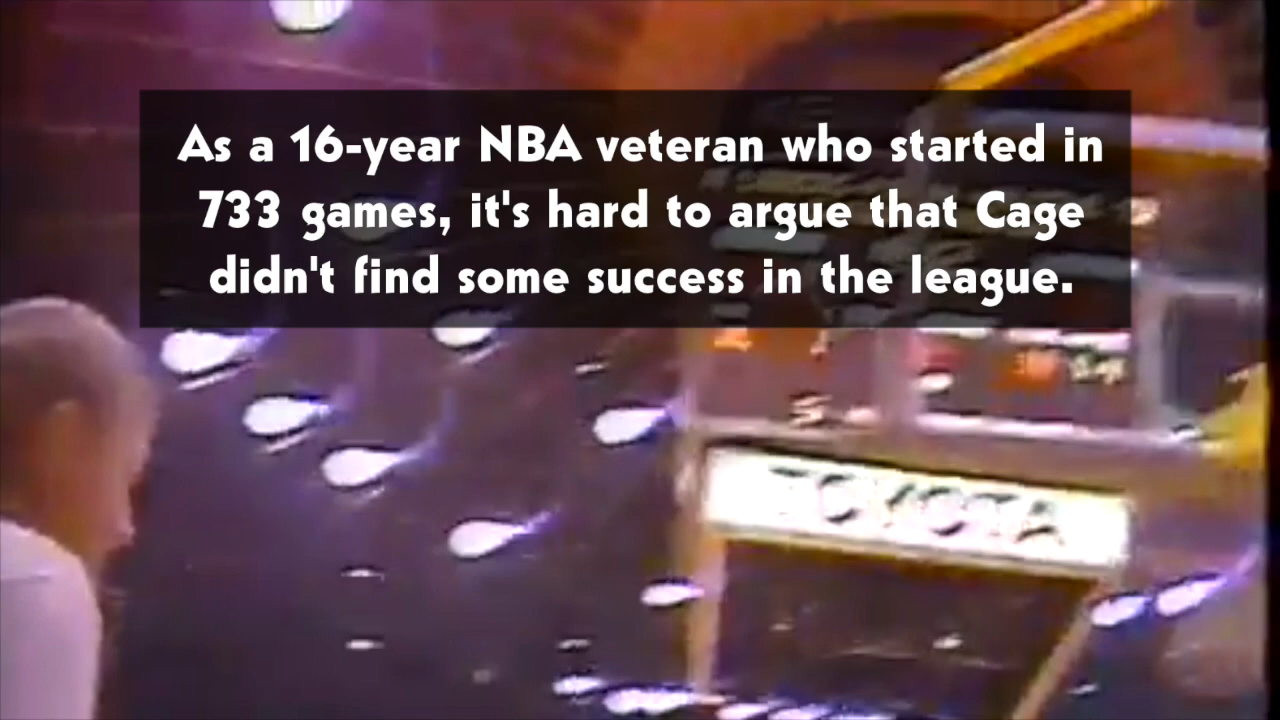 As a 16-year NBA veteran who started in
733 games, it's hard to argue that Cage
didn't find some success in the league.
TOYOTA